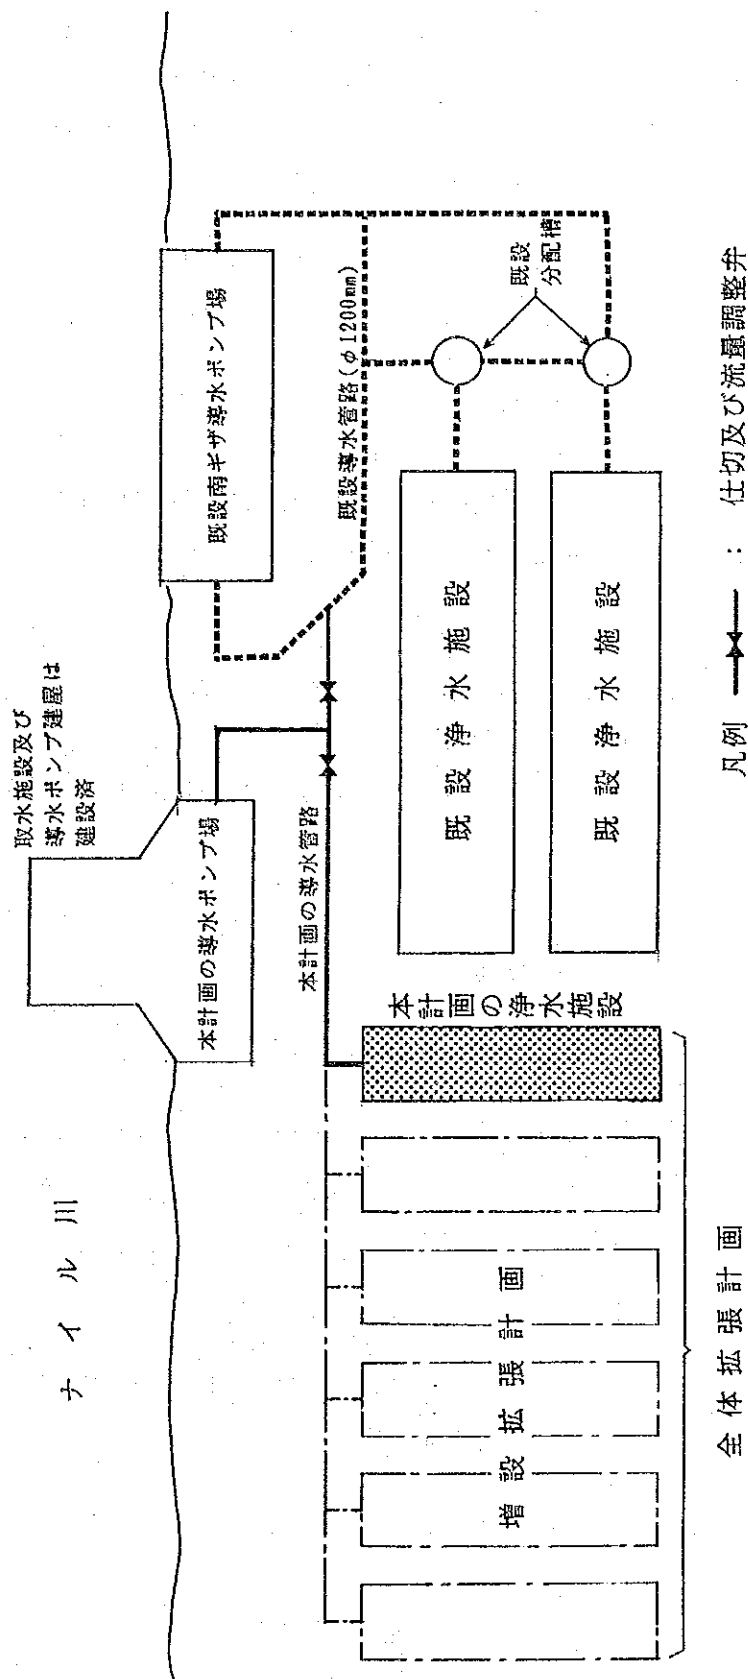 ナイル川
取水施設及び
導水ポンプ建屋は
建設済
本計画の導水ポンプ場
既設南ギザ導水ポンプ場
本計画の導水管路
既設導水管路(φ1200mm)
既設
分配槽
既設浄水施設
既設浄水施設
本計画の浄水施設
増設拡張計画
全体拡張計画
凡例 : 仕切及び流量調整弁